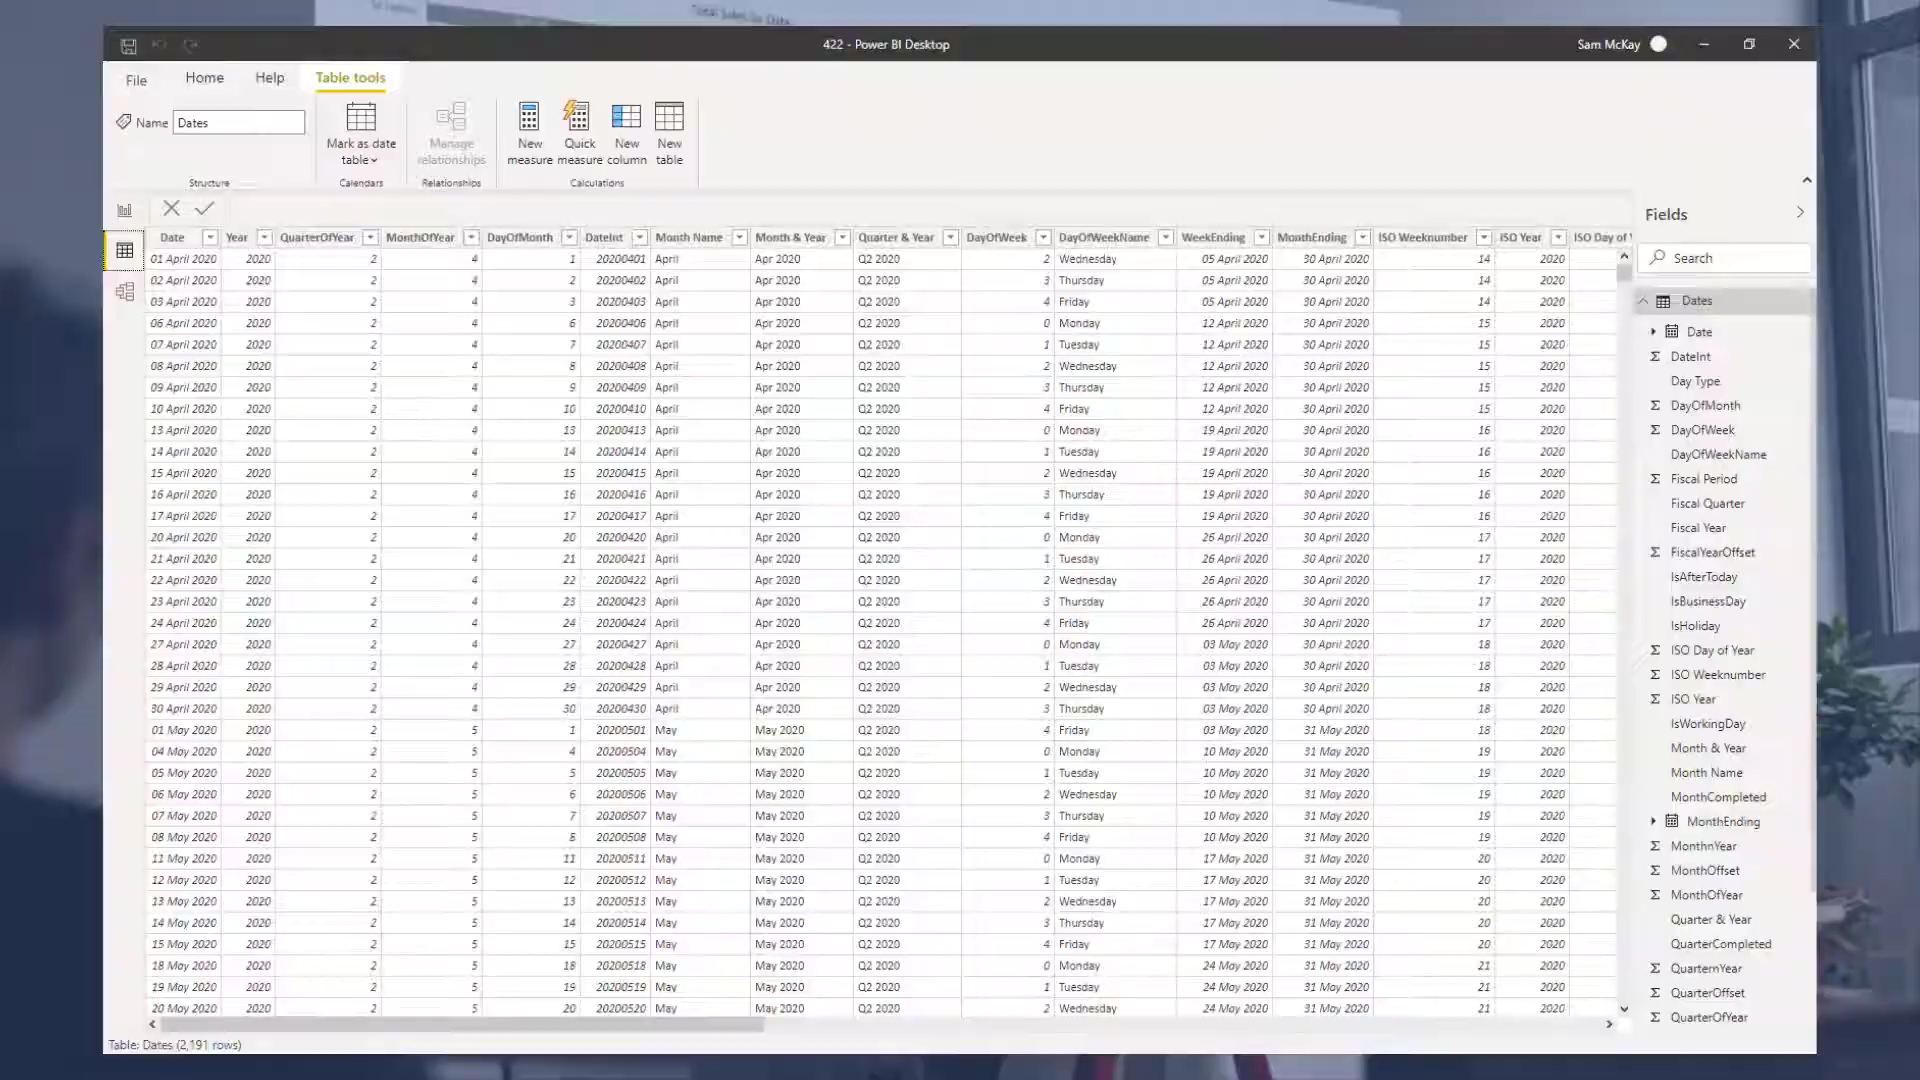 Total Sales by Date
422 - Power BI Desktop
Sam McKay
File Home Help Table tools
Name Dates
Mark as date table
Manage relationships
New measure
Quick measure
New column
New table
Structure Calendars Relationships Calculations
Date Year QuarterOfYear MonthOfYear DayOfMonth DateInt Month Name Month & Year Quarter & Year DayOfWeek DayOfWeekName WeekEnding MonthEnding ISO Weeknumber ISO Year ISO Day of Y
01 April 2020 2020 2 4 1 20200401 April Apr 2020 Q2 2020 2 Wednesday 05 April 2020 30 April 2020 14 2020
02 April 2020 2020 2 4 2 20200402 April Apr 2020 Q2 2020 3 Thursday 05 April 2020 30 April 2020 14 2020
03 April 2020 2020 2 4 3 20200403 April Apr 2020 Q2 2020 4 Friday 05 April 2020 30 April 2020 14 2020
06 April 2020 2020 2 4 6 20200406 April Apr 2020 Q2 2020 0 Monday 12 April 2020 30 April 2020 15 2020
07 April 2020 2020 2 4 7 20200407 April Apr 2020 Q2 2020 1 Tuesday 12 April 2020 30 April 2020 15 2020
08 April 2020 2020 2 4 8 20200408 April Apr 2020 Q2 2020 2 Wednesday 12 April 2020 30 April 2020 15 2020
09 April 2020 2020 2 4 9 20200409 April Apr 2020 Q2 2020 3 Thursday 12 April 2020 30 April 2020 15 2020
10 April 2020 2020 2 4 10 20200410 April Apr 2020 Q2 2020 4 Friday 12 April 2020 30 April 2020 15 2020
13 April 2020 2020 2 4 13 20200413 April Apr 2020 Q2 2020 0 Monday 19 April 2020 30 April 2020 16 2020
14 April 2020 2020 2 4 14 20200414 April Apr 2020 Q2 2020 1 Tuesday 19 April 2020 30 April 2020 16 2020
15 April 2020 2020 2 4 15 20200415 April Apr 2020 Q2 2020 2 Wednesday 19 April 2020 30 April 2020 16 2020
16 April 2020 2020 2 4 16 20200416 April Apr 2020 Q2 2020 3 Thursday 19 April 2020 30 April 2020 16 2020
17 April 2020 2020 2 4 17 20200417 April Apr 2020 Q2 2020 4 Friday 19 April 2020 30 April 2020 16 2020
20 April 2020 2020 2 4 20 20200420 April Apr 2020 Q2 2020 0 Monday 26 April 2020 30 April 2020 17 2020
21 April 2020 2020 2 4 21 20200421 April Apr 2020 Q2 2020 1 Tuesday 26 April 2020 30 April 2020 17 2020
22 April 2020 2020 2 4 22 20200422 April Apr 2020 Q2 2020 2 Wednesday 26 April 2020 30 April 2020 17 2020
23 April 2020 2020 2 4 23 20200423 April Apr 2020 Q2 2020 3 Thursday 26 April 2020 30 April 2020 17 2020
24 April 2020 2020 2 4 24 20200424 April Apr 2020 Q2 2020 4 Friday 26 April 2020 30 April 2020 17 2020
27 April 2020 2020 2 4 27 20200427 April Apr 2020 Q2 2020 0 Monday 03 May 2020 30 April 2020 18 2020
28 April 2020 2020 2 4 28 20200428 April Apr 2020 Q2 2020 1 Tuesday 03 May 2020 30 April 2020 18 2020
29 April 2020 2020 2 4 29 20200429 April Apr 2020 Q2 2020 2 Wednesday 03 May 2020 30 April 2020 18 2020
30 April 2020 2020 2 4 30 20200430 April Apr 2020 Q2 2020 3 Thursday 03 May 2020 30 April 2020 18 2020
01 May 2020 2020 2 5 1 20200501 May May 2020 Q2 2020 4 Friday 03 May 2020 31 May 2020 18 2020
04 May 2020 2020 2 5 4 20200504 May May 2020 Q2 2020 0 Monday 10 May 2020 31 May 2020 19 2020
05 May 2020 2020 2 5 5 20200505 May May 2020 Q2 2020 1 Tuesday 10 May 2020 31 May 2020 19 2020
06 May 2020 2020 2 5 6 20200506 May May 2020 Q2 2020 2 Wednesday 10 May 2020 31 May 2020 19 2020
07 May 2020 2020 2 5 7 20200507 May May 2020 Q2 2020 3 Thursday 10 May 2020 31 May 2020 19 2020
08 May 2020 2020 2 5 8 20200508 May May 2020 Q2 2020 4 Friday 10 May 2020 31 May 2020 19 2020
11 May 2020 2020 2 5 11 20200511 May May 2020 Q2 2020 0 Monday 17 May 2020 31 May 2020 20 2020
12 May 2020 2020 2 5 12 20200512 May May 2020 Q2 2020 1 Tuesday 17 May 2020 31 May 2020 20 2020
13 May 2020 2020 2 5 13 20200513 May May 2020 Q2 2020 2 Wednesday 17 May 2020 31 May 2020 20 2020
14 May 2020 2020 2 5 14 20200514 May May 2020 Q2 2020 3 Thursday 17 May 2020 31 May 2020 20 2020
15 May 2020 2020 2 5 15 20200515 May May 2020 Q2 2020 4 Friday 17 May 2020 31 May 2020 20 2020
18 May 2020 2020 2 5 18 20200518 May May 2020 Q2 2020 0 Monday 24 May 2020 31 May 2020 21 2020
19 May 2020 2020 2 5 19 20200519 May May 2020 Q2 2020 1 Tuesday 24 May 2020 31 May 2020 21 2020
20 May 2020 2020 2 5 20 20200520 May May 2020 Q2 2020 2 Wednesday 24 May 2020 31 May 2020 21 2020
Table: Dates (2,191 rows)
Fields
Search
Dates
Date
DateInt
Day Type
DayOfMonth
DayOfWeek
DayOfWeekName
Fiscal Period
Fiscal Quarter
Fiscal Year
FiscalYearOffset
IsAfterToday
IsBusinessDay
IsHoliday
ISO Day of Year
ISO Weeknumber
ISO Year
IsWorkingDay
Month & Year
Month Name
MonthCompleted
MonthEnding
MonthnYear
MonthOffset
MonthOfYear
Quarter & Year
QuarterCompleted
QuarternYear
QuarterOffset
QuarterOfYear